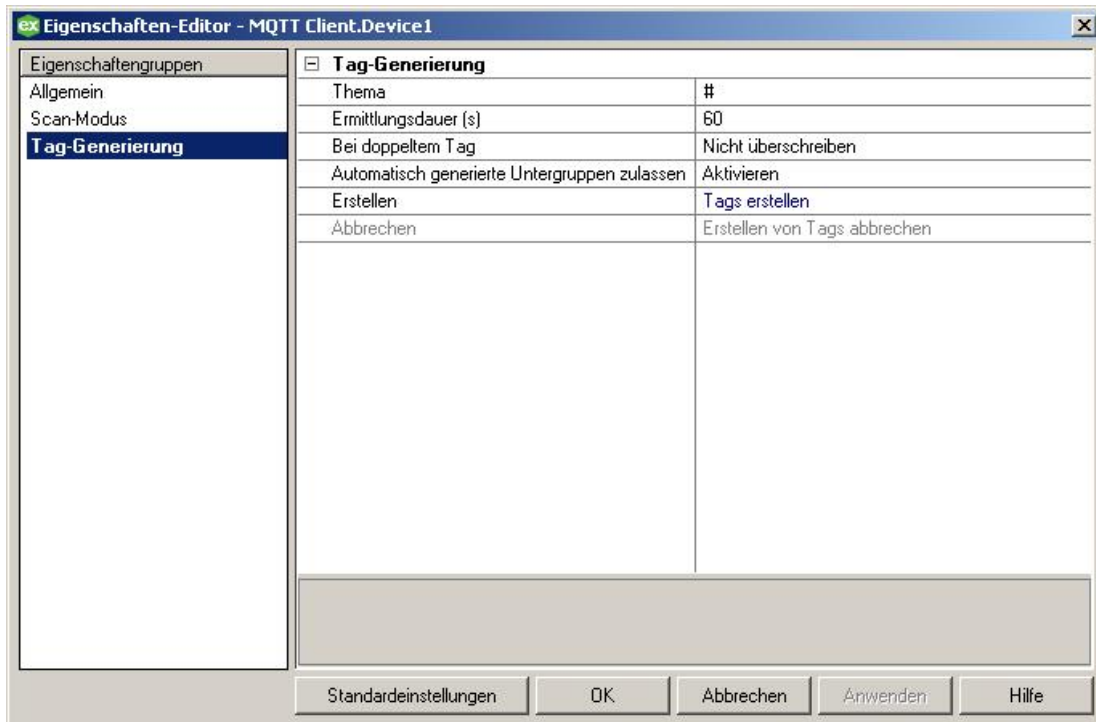 ex Eigenschaften-Editor - MQTT Client.Device1
Eigenschaftengruppen
Allgemein
Scan-Modus
Tag-Generierung
Tag-Generierung
Thema #
Ermittlungsdauer (s) 60
Bei doppeltem Tag Nicht überschreiben
Automatisch generierte Untergruppen zulassen Aktivieren
Erstellen Tags erstellen
Abbrechen Erstellen von Tags abbrechen
Standardeinstellungen OK Abbrechen Anwenden Hilfe